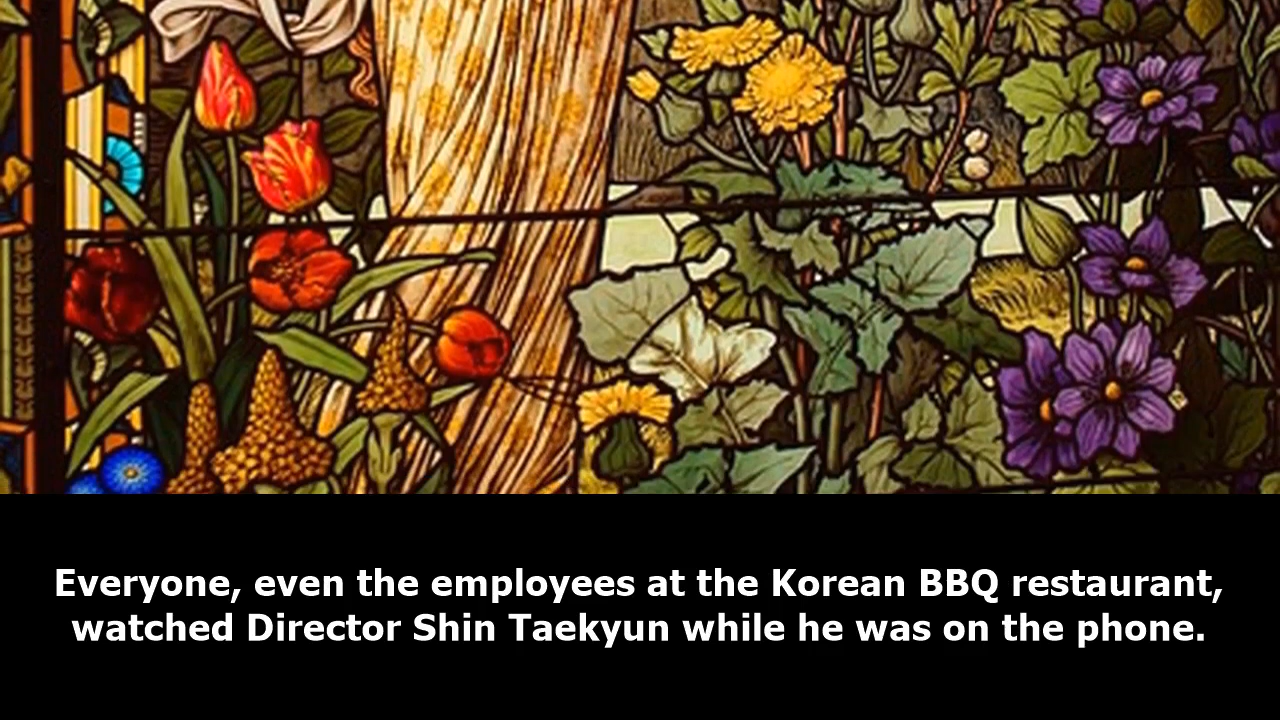 Everyone, even the employees at the Korean BBQ restaurant,
watched Director Shin Taekyun while he was on the phone.